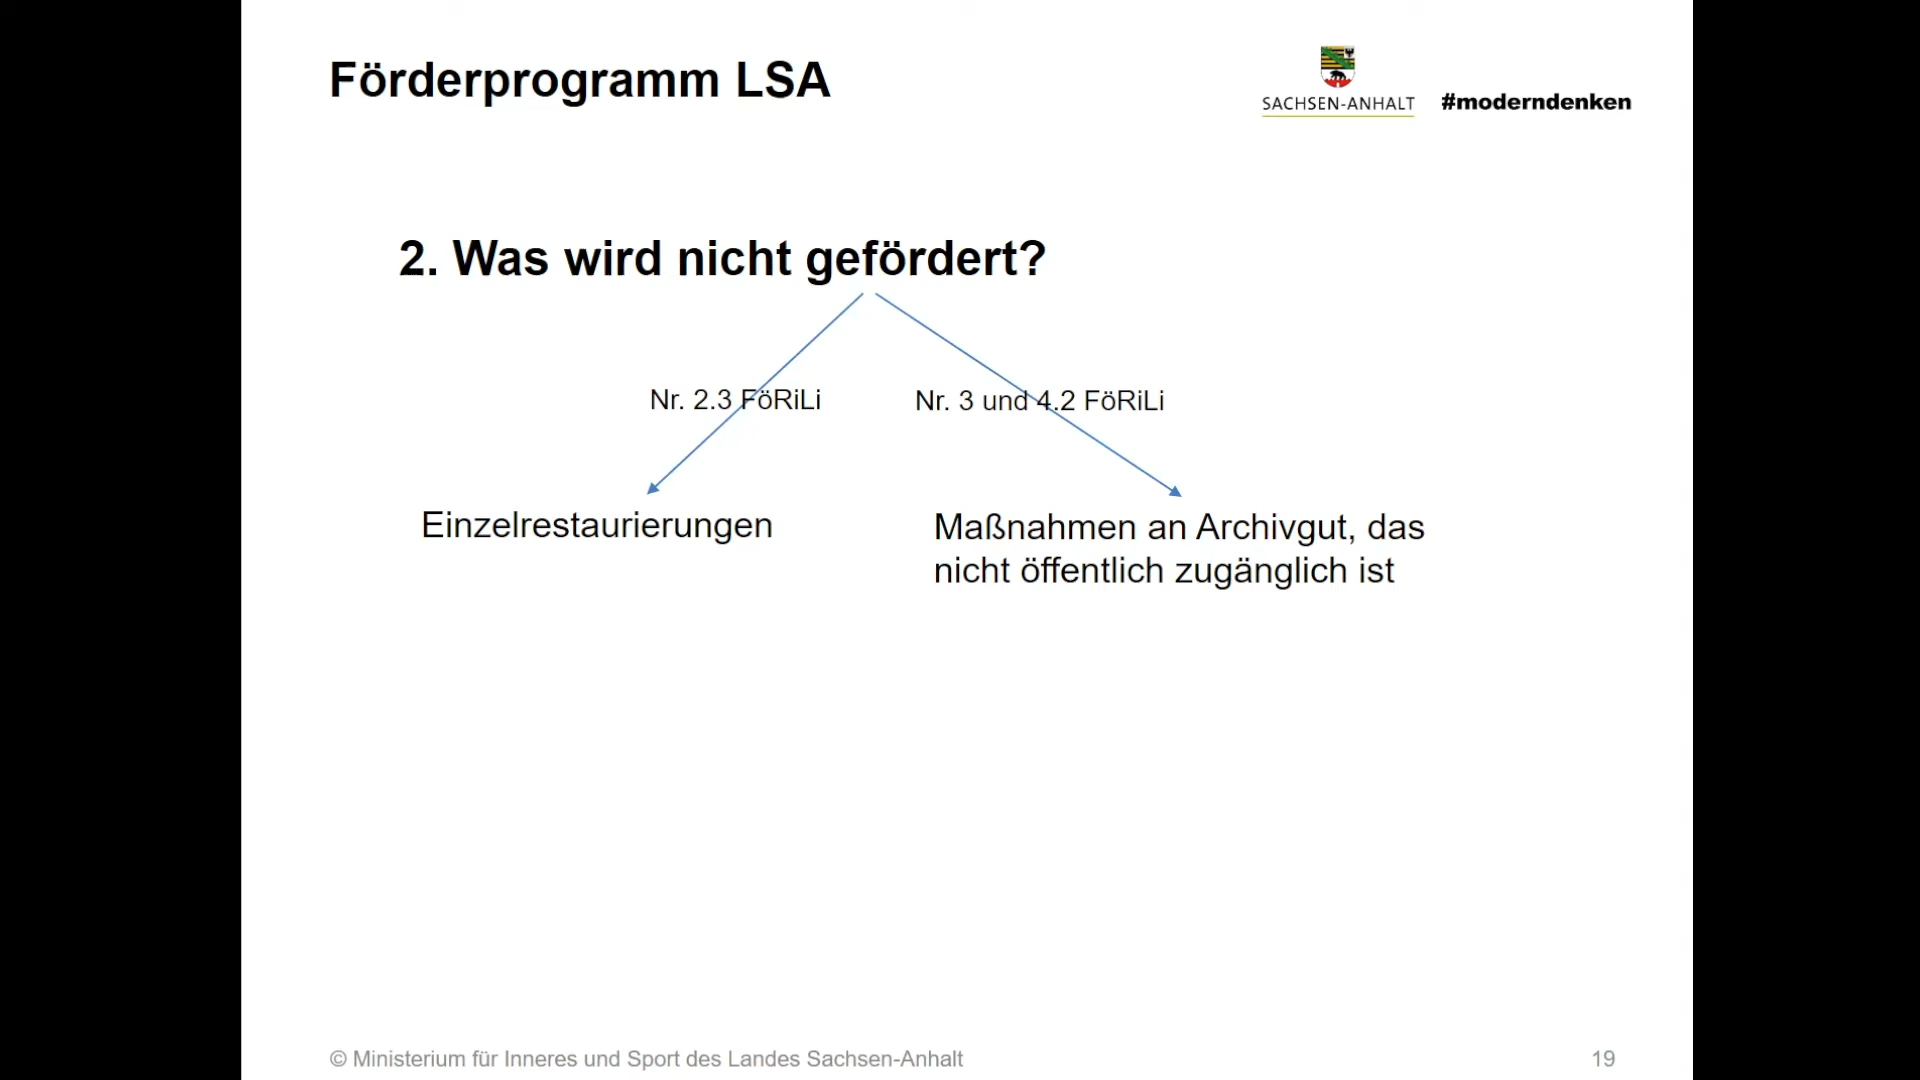 Förderprogramm LSA
SACHSEN-ANHALT
#moderndenken
2. Was wird nicht gefördert?
Nr. 2.3 FöRiLi
Nr. 3 und 4.2 FöRiLi
Einzelrestaurierungen
Maßnahmen an Archivgut, das
nicht öffentlich zugänglich ist
© Ministerium für Inneres und Sport des Landes Sachsen-Anhalt
19